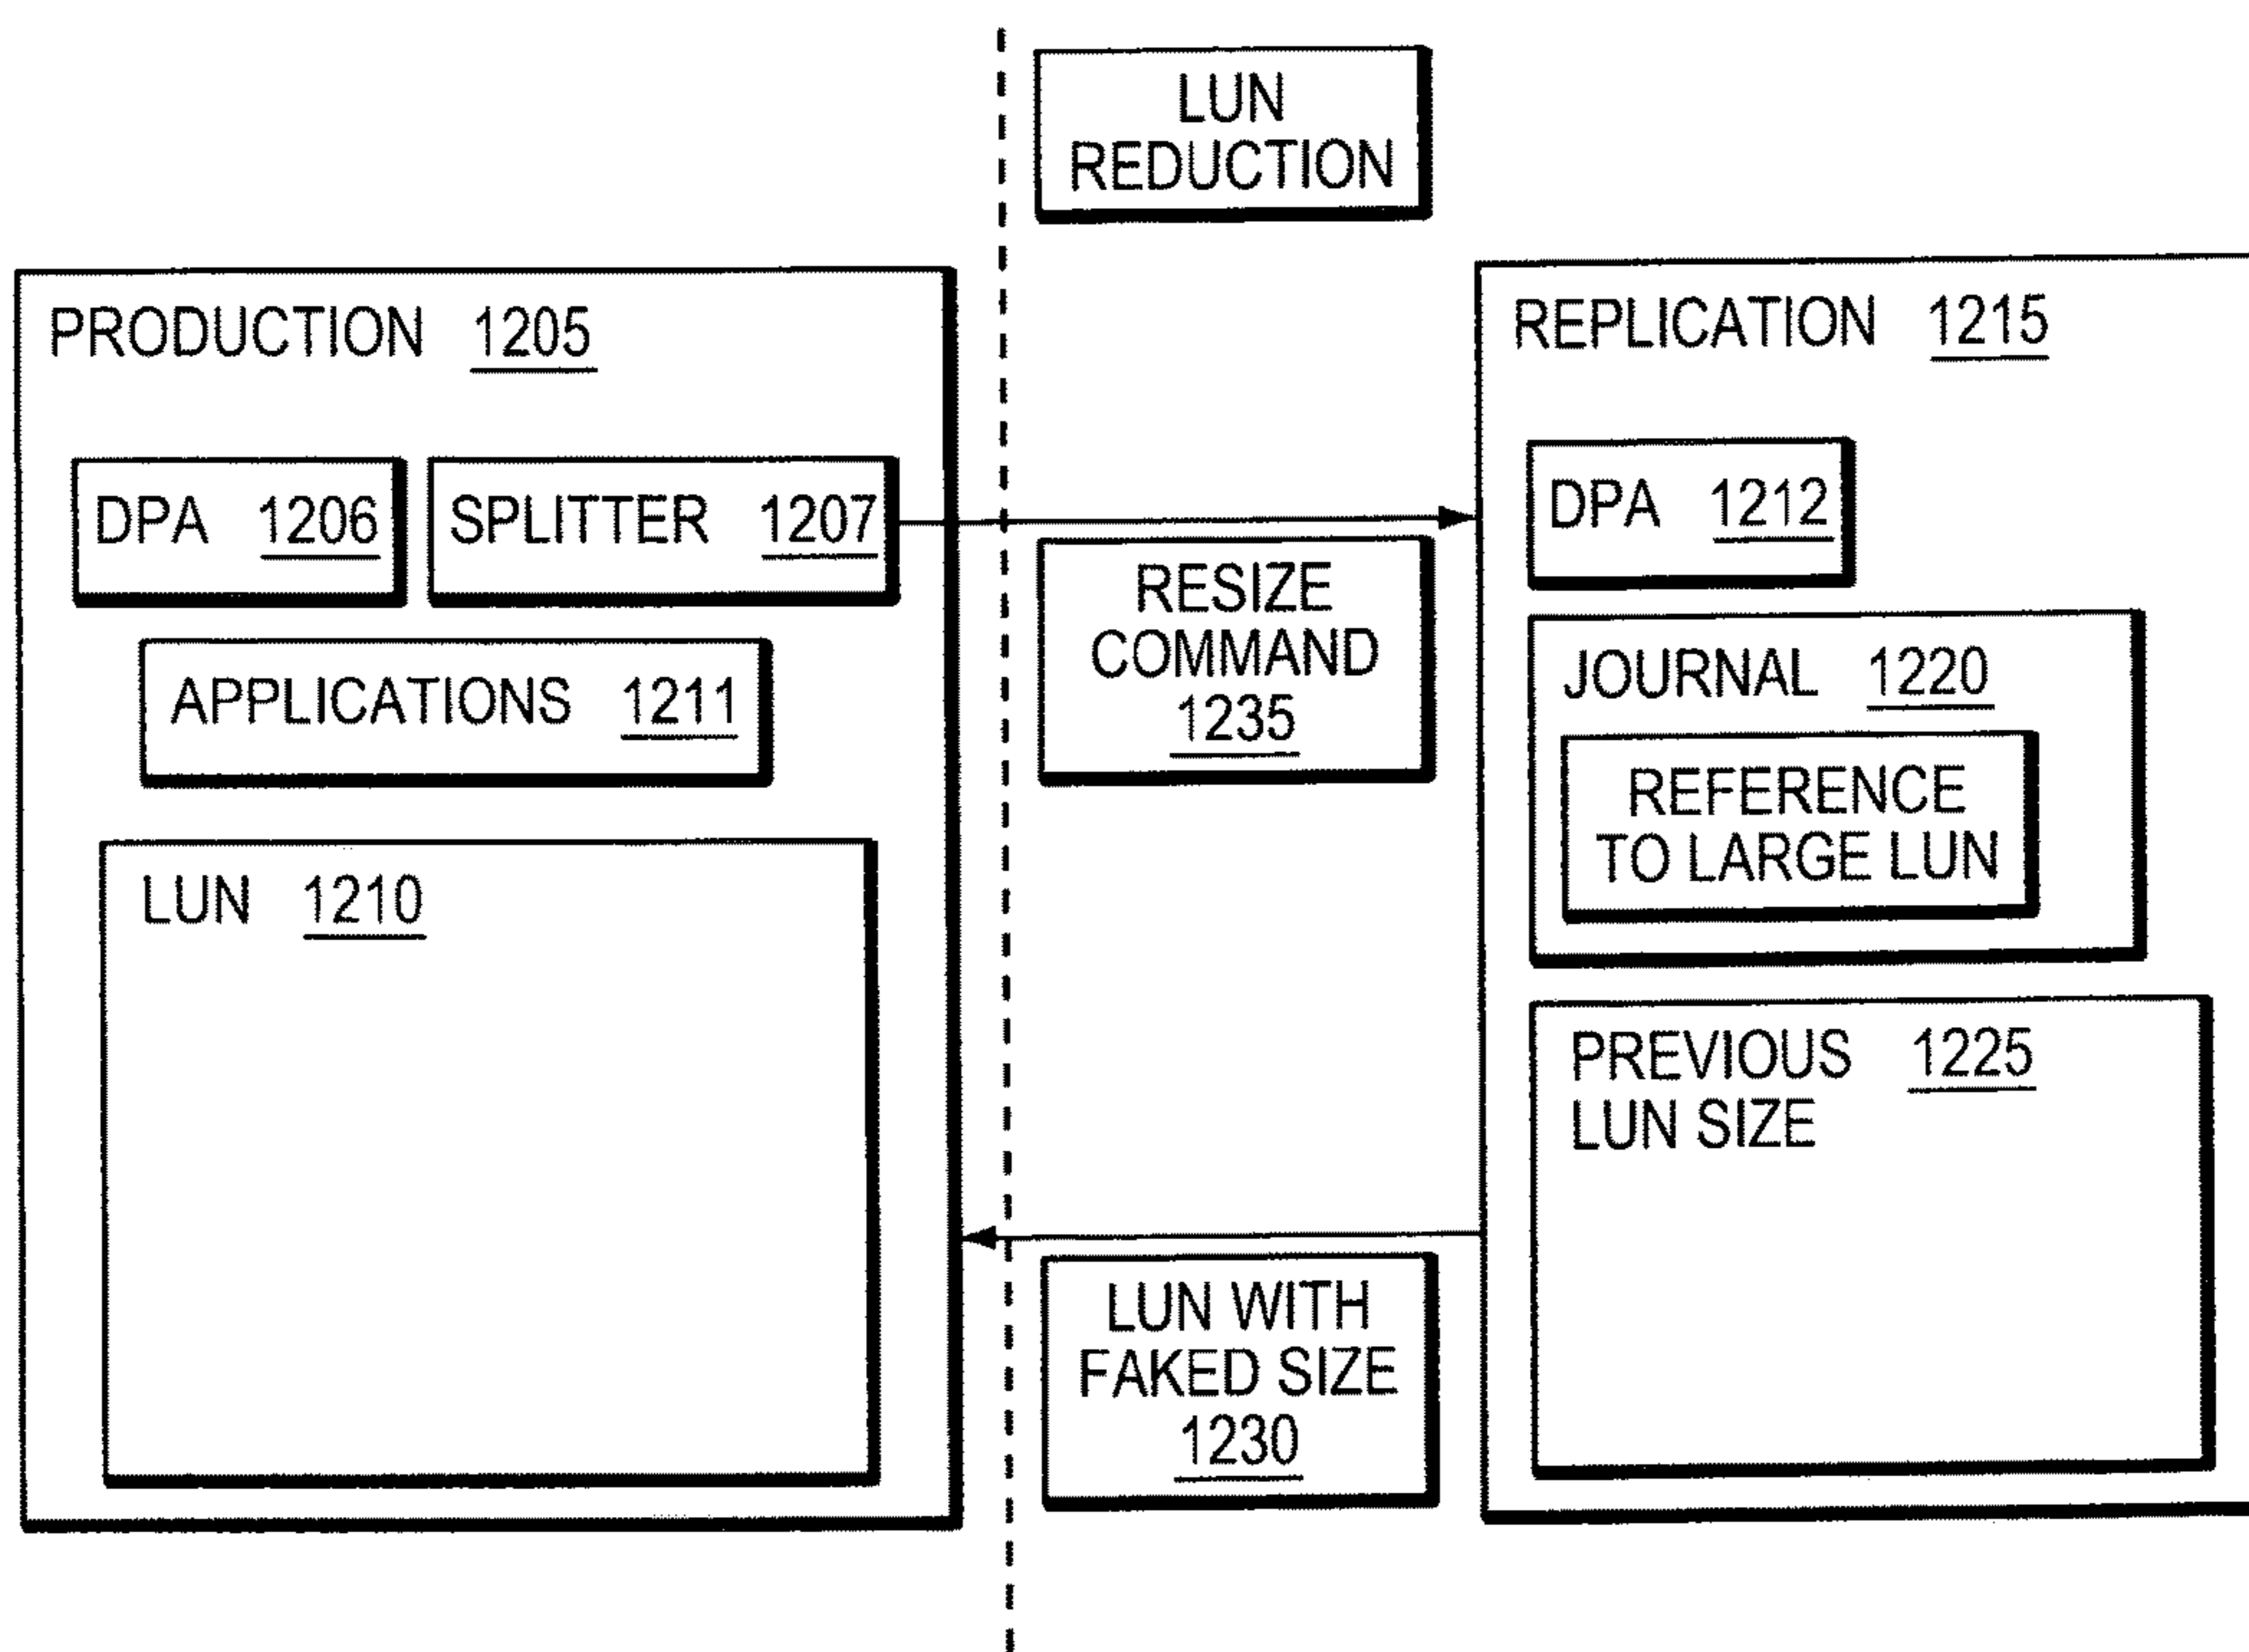 LUN
REDUCTION
PRODUCTION 1205
DPA 1206
SPLITTER 1207
APPLICATIONS 1211
LUN 1210
RESIZE
COMMAND
1235
LUN WITH
FAKED SIZE
1230
REPLICATION 1215
DPA 1212
JOURNAL 1220
REFERENCE
TO LARGE LUN
PREVIOUS 1225
LUN SIZE